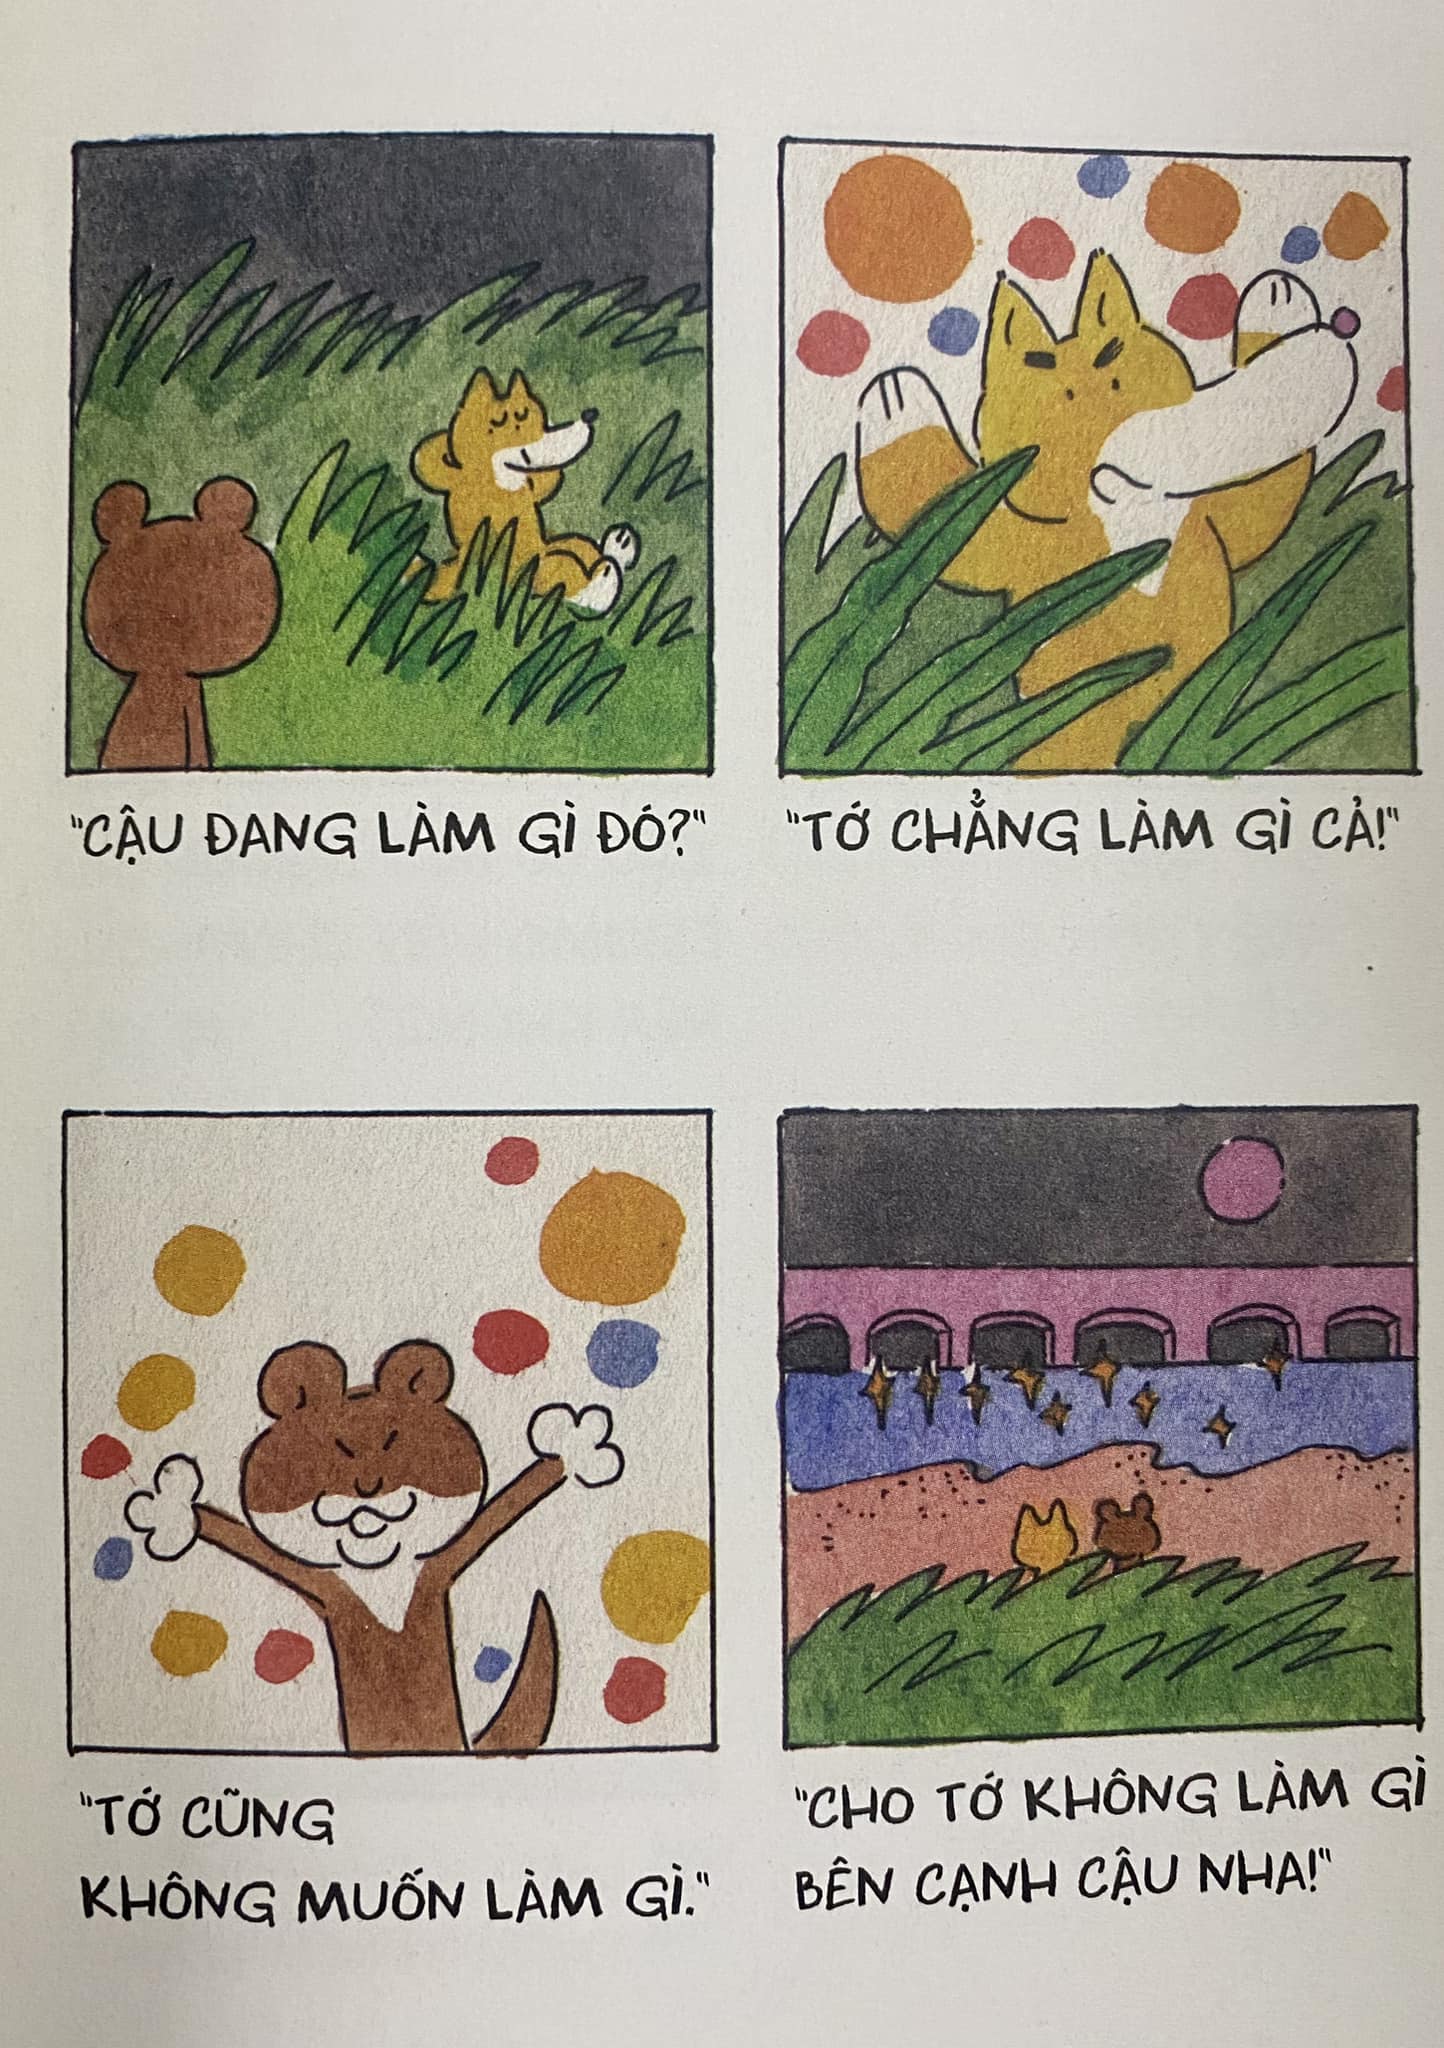 "CẬU ĐANG LÀM GÌ ĐÓ?"
"TỚ CHẲNG LÀM GÌ CẢ!"
"TỚ CŨNG
KHÔNG MUỐN LÀM GÌ."
"CHO TỚ KHÔNG LÀM GÌ
BÊN CẠNH CẬU NHA!"